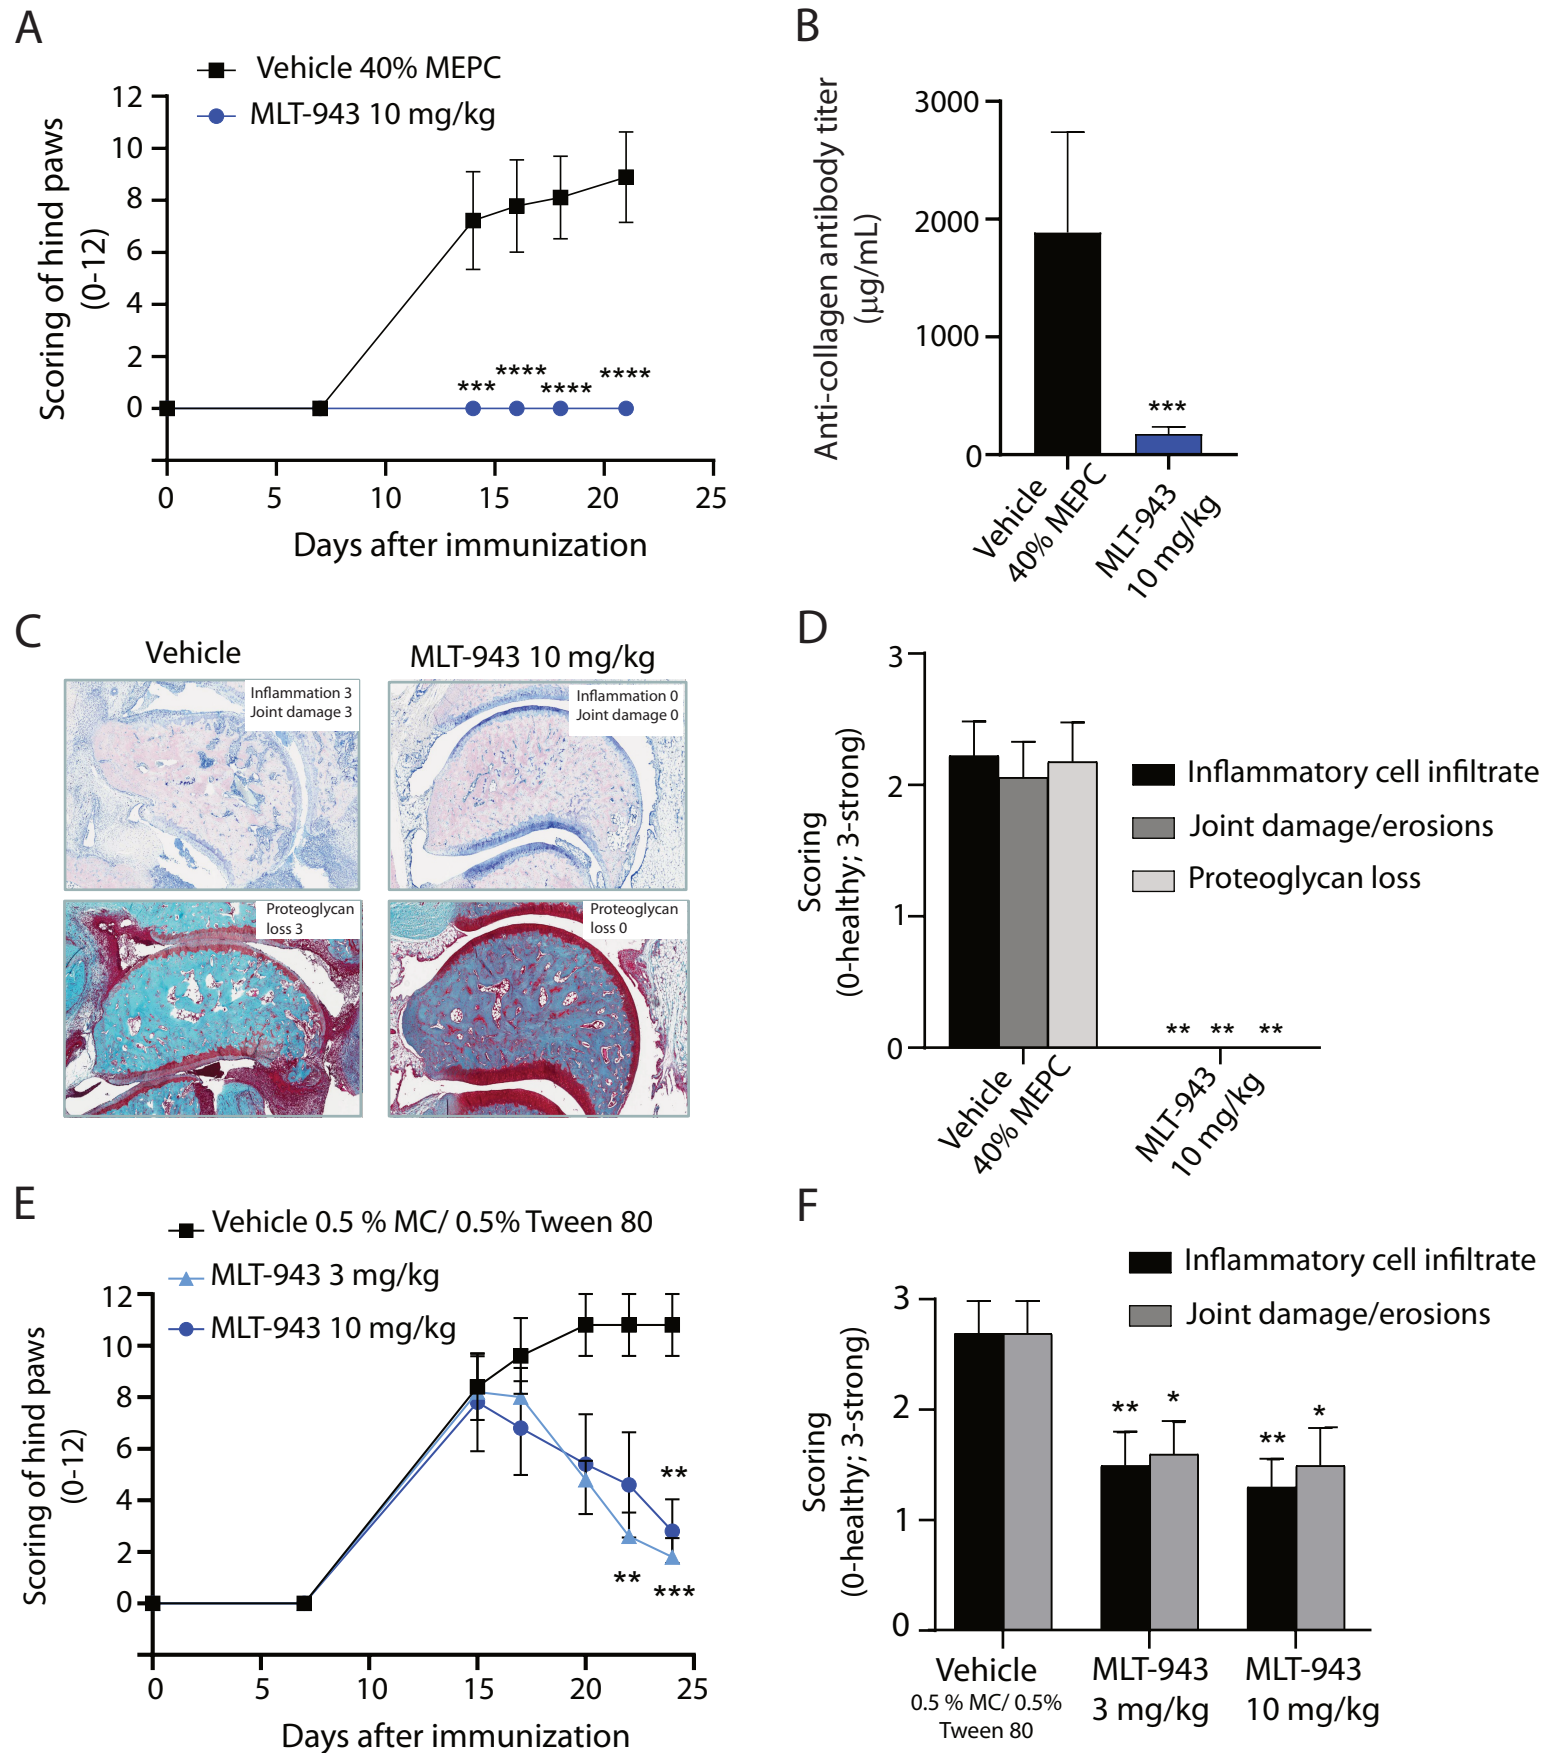 A
Vehicle 40% MEPC
MLT-943 10 mg/kg
Scoring of hind paws
(0-12)
12
10
8
6
4
2
0
*** **** **** ****
0 5 10 15 20 25
Days after immunization
B
Anti-collagen antibody titer
(μg/mL)
3000
2000
1000
0
***
Vehicle
40% MEPC
MLT-943
10 mg/kg
C
Vehicle
MLT-943 10 mg/kg
Inflammation 3
Joint damage 3
Inflammation 0
Joint damage 0
Proteoglycan
loss 3
Proteoglycan
loss 0
D
Scoring
(0-healthy; 3-strong)
3
2
1
0
Inflammatory cell infiltrate
Joint damage/erosions
Proteoglycan loss
** ** **
Vehicle
40% MEPC
MLT-943
10 mg/kg
E
Vehicle 0.5 % MC/ 0.5% Tween 80
MLT-943 3 mg/kg
MLT-943 10 mg/kg
Scoring of hind paws
(0-12)
12
10
8
6
4
2
0
**
** ***
0 5 10 15 20 25
Days after immunization
F
Inflammatory cell infiltrate
Joint damage/erosions
Scoring
(0-healthy; 3-strong)
3
2
1
0
** * ** *
Vehicle
0.5 % MC/ 0.5%
Tween 80
MLT-943
3 mg/kg
MLT-943
10 mg/kg